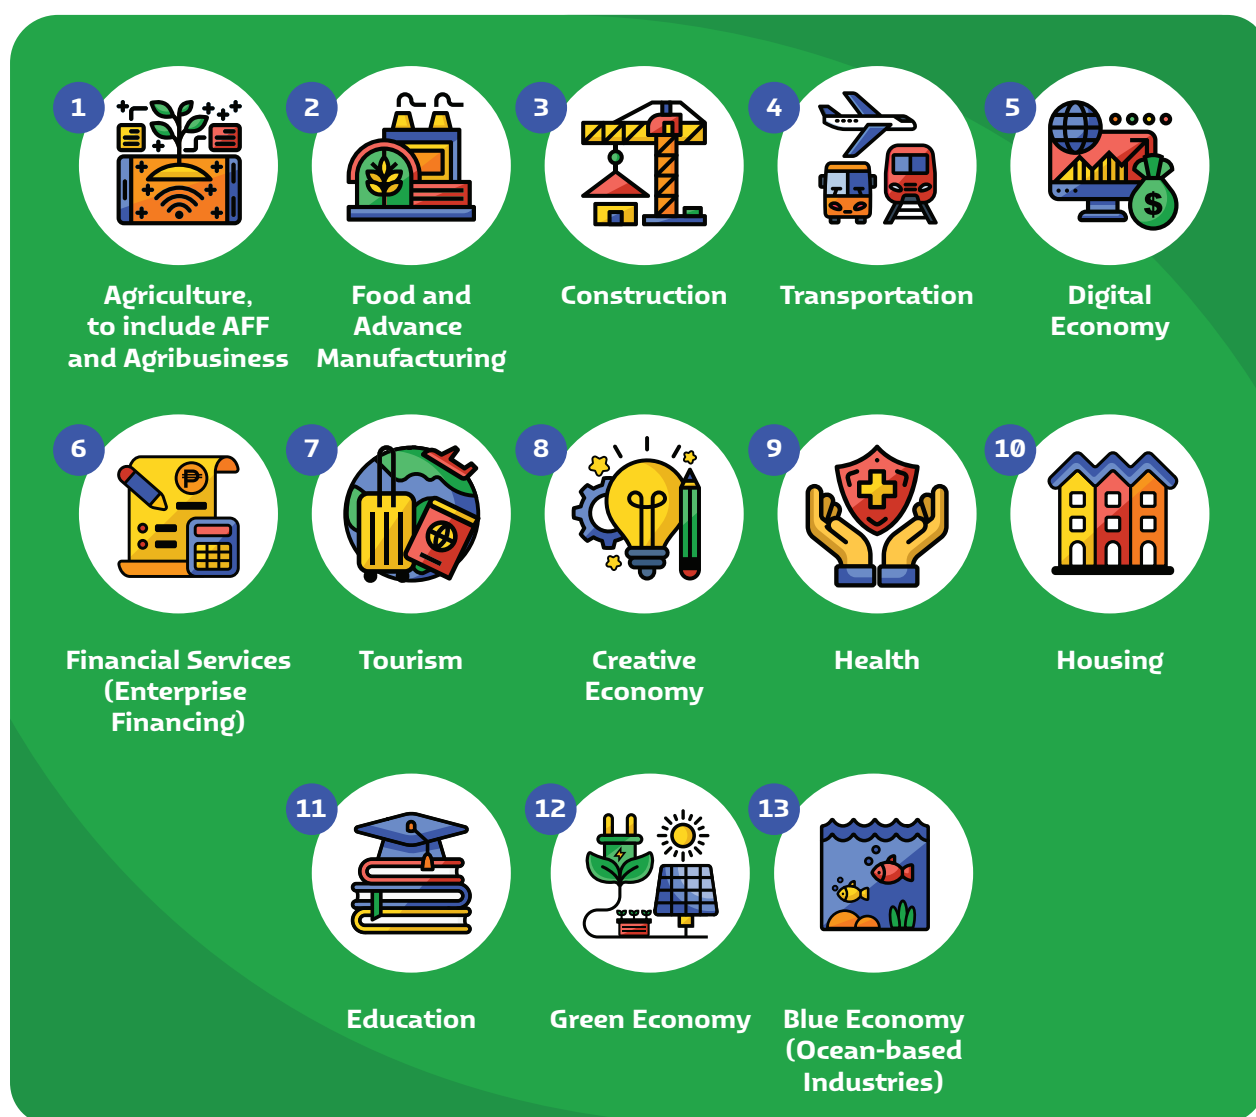 1
Agriculture,
to include AFF
and Agribusiness
2
Food and
Advance
Manufacturing
3
Construction
4
Transportation
5
$
Digital
Economy
6
₱
Financial Services
(Enterprise
Financing)
7
Tourism
8
Creative
Economy
9
Health
10
Housing
11
Education
12
Green Economy
13
Blue Economy
(Ocean-based
Industries)